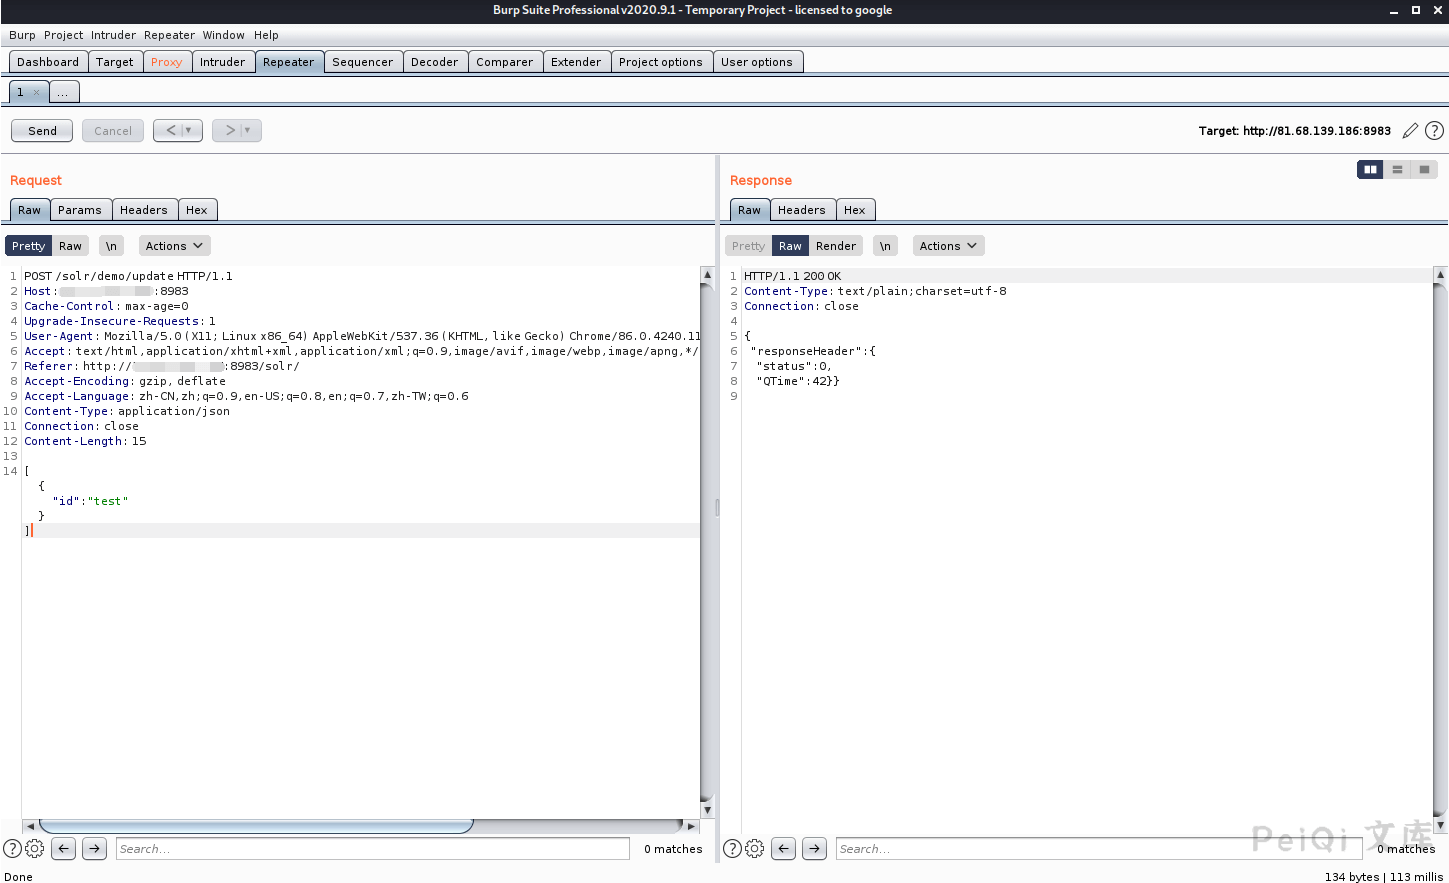 Burp Suite Professional v2020.9.1 - Temporary Project - licensed to google
Burp Project Intruder Repeater Window Help
Dashboard Target Proxy Intruder Repeater Sequencer Decoder Comparer Extender Project options User options
1 × ...
Send Cancel < > Target: http://81.68.139.186:8983 ?
Request
Raw Params Headers Hex
Pretty Raw \n Actions
1 POST /solr/demo/update HTTP/1.1
2 Host: :8983
3 Cache-Control: max-age=0
4 Upgrade-Insecure-Requests: 1
5 User-Agent: Mozilla/5.0 (X11; Linux x86_64) AppleWebKit/537.36 (KHTML, like Gecko) Chrome/86.0.4240.11
6 Accept: text/html,application/xhtml+xml,application/xml;q=0.9,image/avif,image/webp,image/apng,*/
7 Referer: http:// :8983/solr/
8 Accept-Encoding: gzip, deflate
9 Accept-Language: zh-CN,zh;q=0.9,en-US;q=0.8,en;q=0.7,zh-TW;q=0.6
10 Content-Type: application/json
11 Connection: close
12 Content-Length: 15
13
14 [
{
"id":"test"
}
]
? Search... 0 matches
Response
Raw Headers Hex
Pretty Raw Render \n Actions
1 HTTP/1.1 200 OK
2 Content-Type: text/plain;charset=utf-8
3 Connection: close
4
5 {
6 "responseHeader":{
7 "status":0,
8 "QTime":42}}
9
? Search... 0 matches
PeiQi 文库
Done 134 bytes | 113 millis